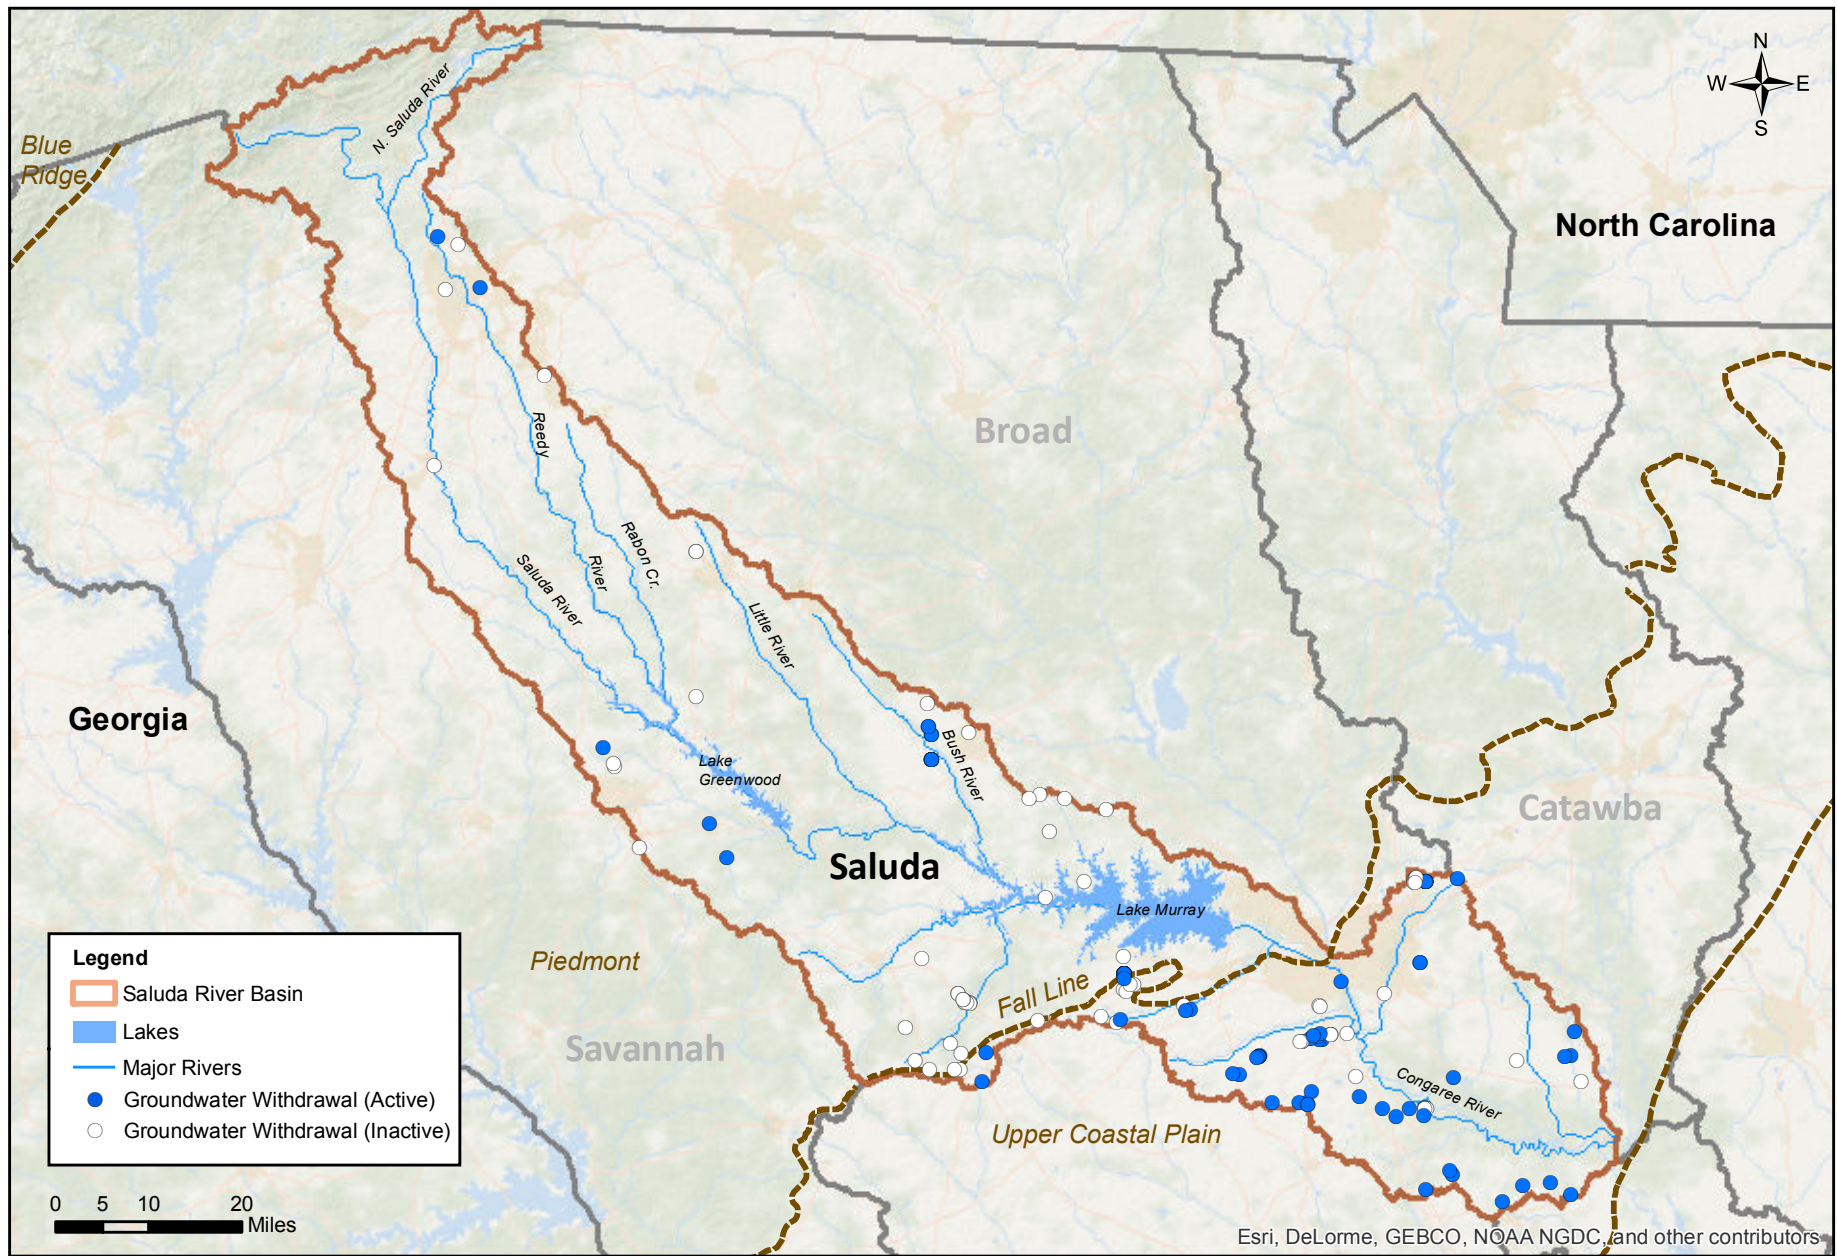 N
W E
S
N. Saluda River
Blue
Ridge
North Carolina
Broad
Reedy
River
Rabon Cr.
Saluda River
Little River
Georgia
Bush River
Lake
Greenwood
Catawba
Saluda
Lake Murray
Piedmont
Fall Line
Savannah
Congaree River
Upper Coastal Plain
Legend
Saluda River Basin
Lakes
Major Rivers
Groundwater Withdrawal (Active)
Groundwater Withdrawal (Inactive)
0 5 10 20
Miles
Esri, DeLorme, GEBCO, NOAA NGDC, and other contributors